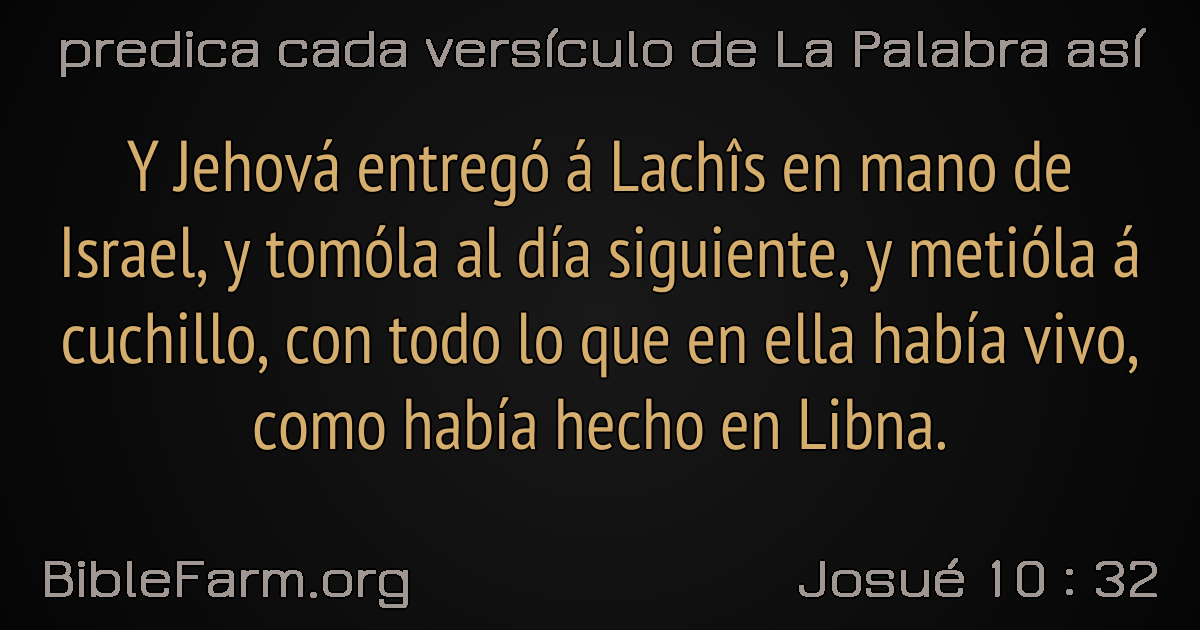 predica cada versículo de La Palabra así
Y Jehová entregó á Lachîs en mano de
Israel, y tomóla al día siguiente, y metióla á
cuchillo, con todo lo que en ella había vivo,
como había hecho en Libna.
BibleFarm.org
Josué 10 : 32